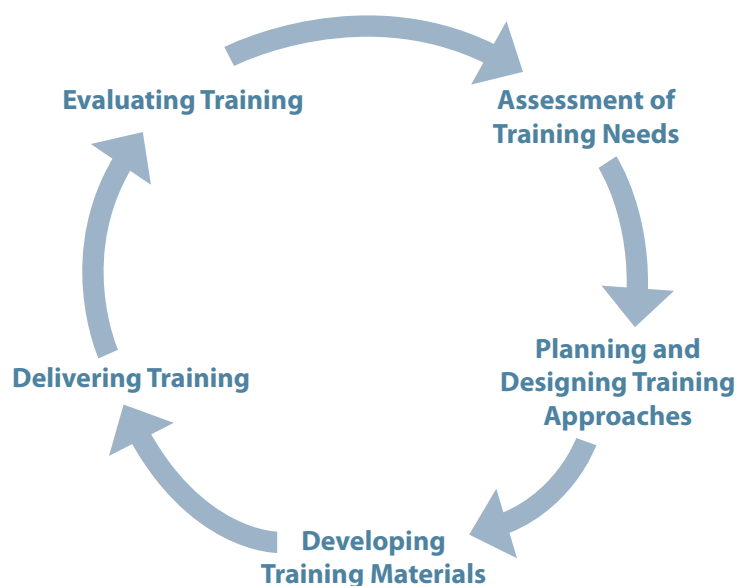 Evaluating Training
Assessment of
Training Needs
Planning and
Designing Training
Approaches
Delivering Training
Developing
Training Materials